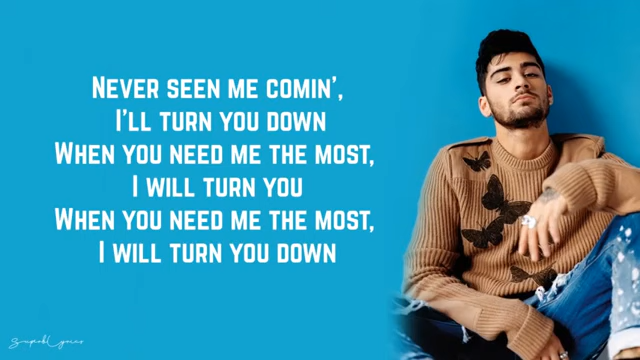 NEVER SEEN ME COMIN',
I'LL TURN YOU DOWN
WHEN YOU NEED ME THE MOST,
I WILL TURN YOU
WHEN YOU NEED ME THE MOST,
I WILL TURN YOU DOWN
SuperbLyrics